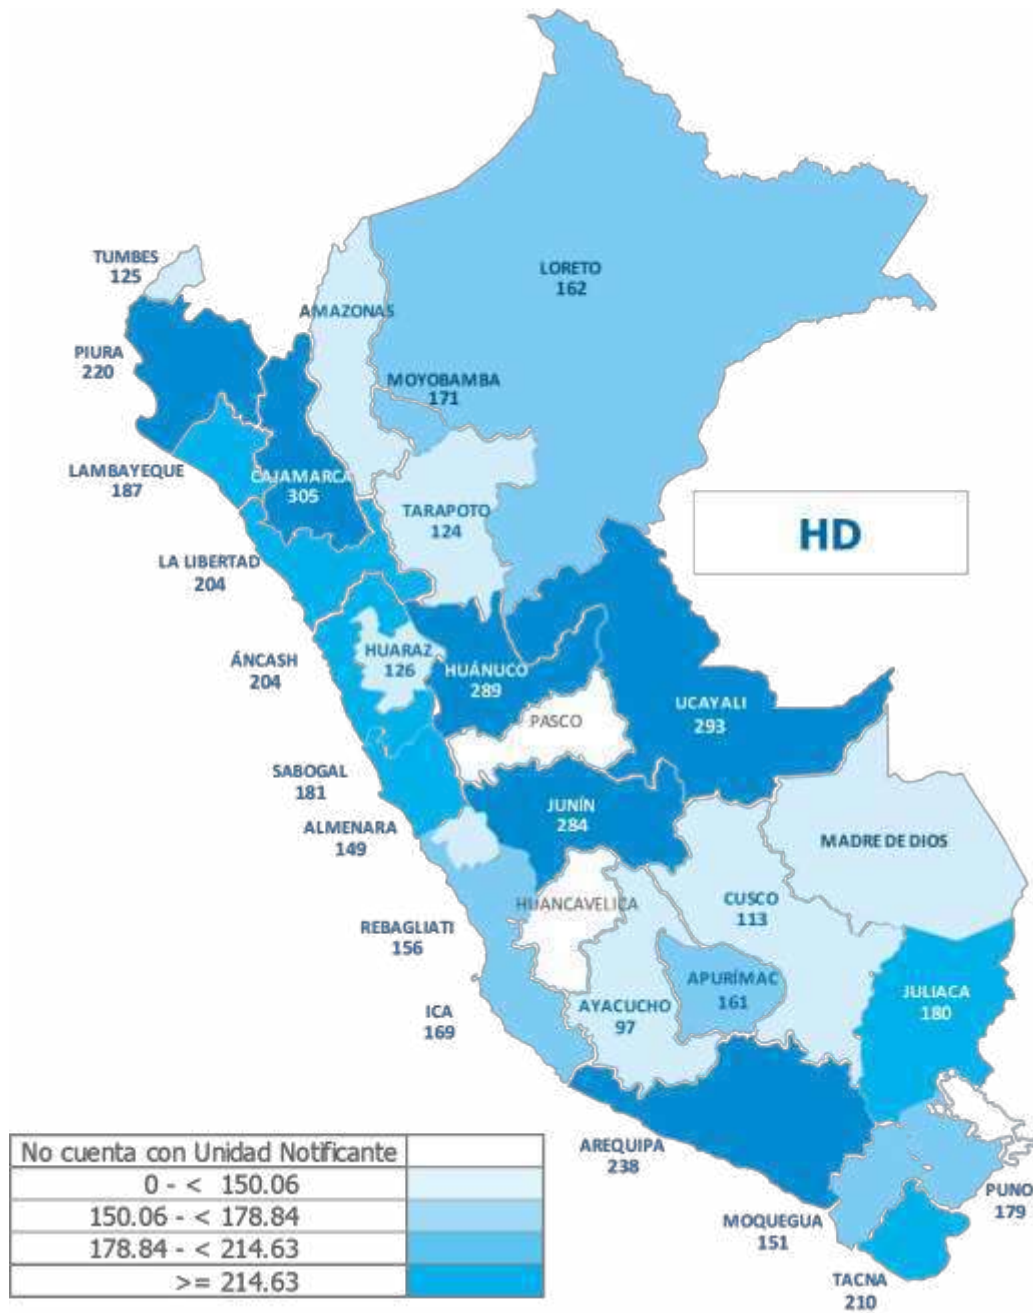 TUMBES
125
PIURA
220
LAMBAYEQUE
187
LA LIBERTAD
204
ÁNCASH
204
SABOGAL
181
ALMENARA
149
REBAGLIATI
156
ICA
169
AMAZONAS
LORETO
162
MOYOBAMBA
171
CAJAMARCA
305
TARAPOTO
124
HD
HUARAZ
126
HUÁNUCO
289
PASCO
UCAYALI
293
JUNÍN
284
MADRE DE DIOS
HUANCAVELICA
CUSCO
113
AYACUCHO
97
APURÍMAC
161
JULIACA
180
AREQUIPA
238
MOQUEGUA
151
PUNO
179
TACNA
210
No cuenta con Unidad Notificante
0 - < 150.06
150.06 - < 178.84
178.84 - < 214.63
>= 214.63